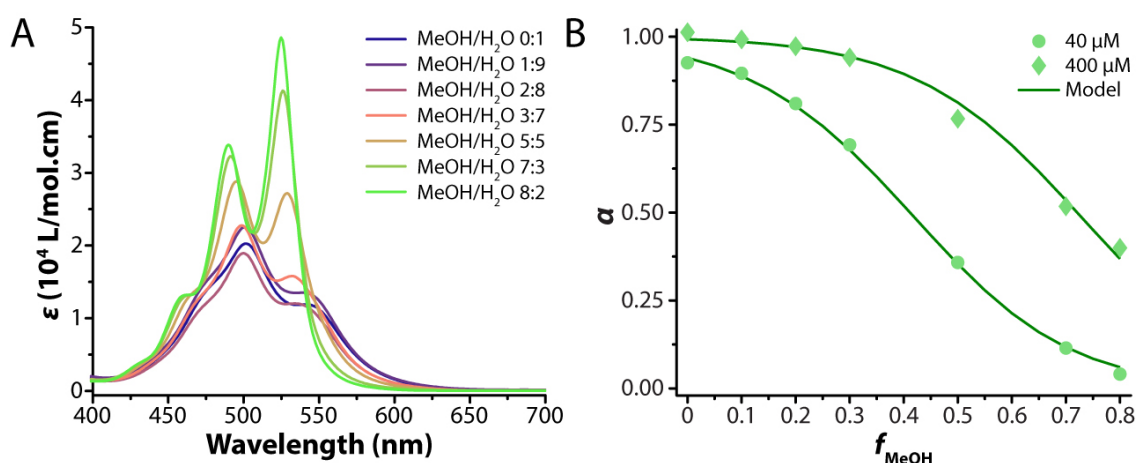 A
ε (10⁴ L/mol.cm)
5
4
3
2
1
0
400 450 500 550 600 650 700
Wavelength (nm)
MeOH/H₂O 0:1
MeOH/H₂O 1:9
MeOH/H₂O 2:8
MeOH/H₂O 3:7
MeOH/H₂O 5:5
MeOH/H₂O 7:3
MeOH/H₂O 8:2
B
α
1.00
0.75
0.50
0.25
0.00
0 0.1 0.2 0.3 0.4 0.5 0.6 0.7 0.8
f MeOH
40 μM
400 μM
Model